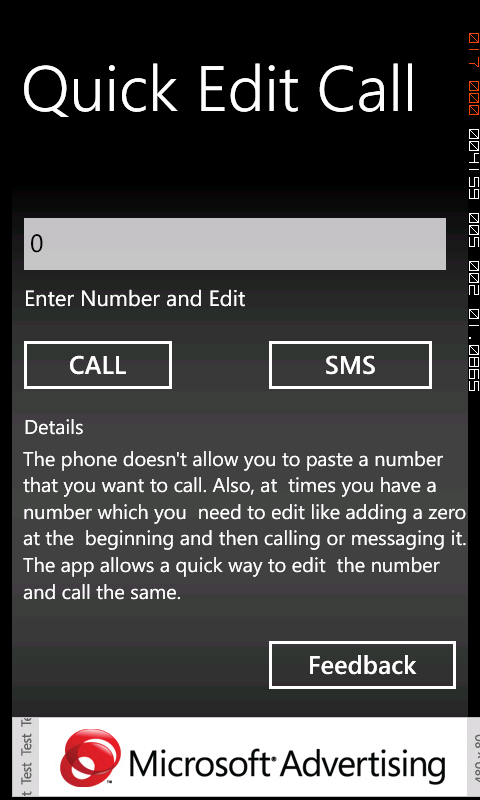 Quick Edit Call
0
Enter Number and Edit
CALL
SMS
Details
The phone doesn't allow you to paste a number
that you want to call. Also, at  times you have a
number which you  need to edit like adding a zero
at the  beginning and then calling or messaging it.
The app allows a quick way to edit  the number
and call the same.
Feedback
Test Test Te
Microsoft® Advertising
480 x 80
017 000 004159 005 002 01.0865